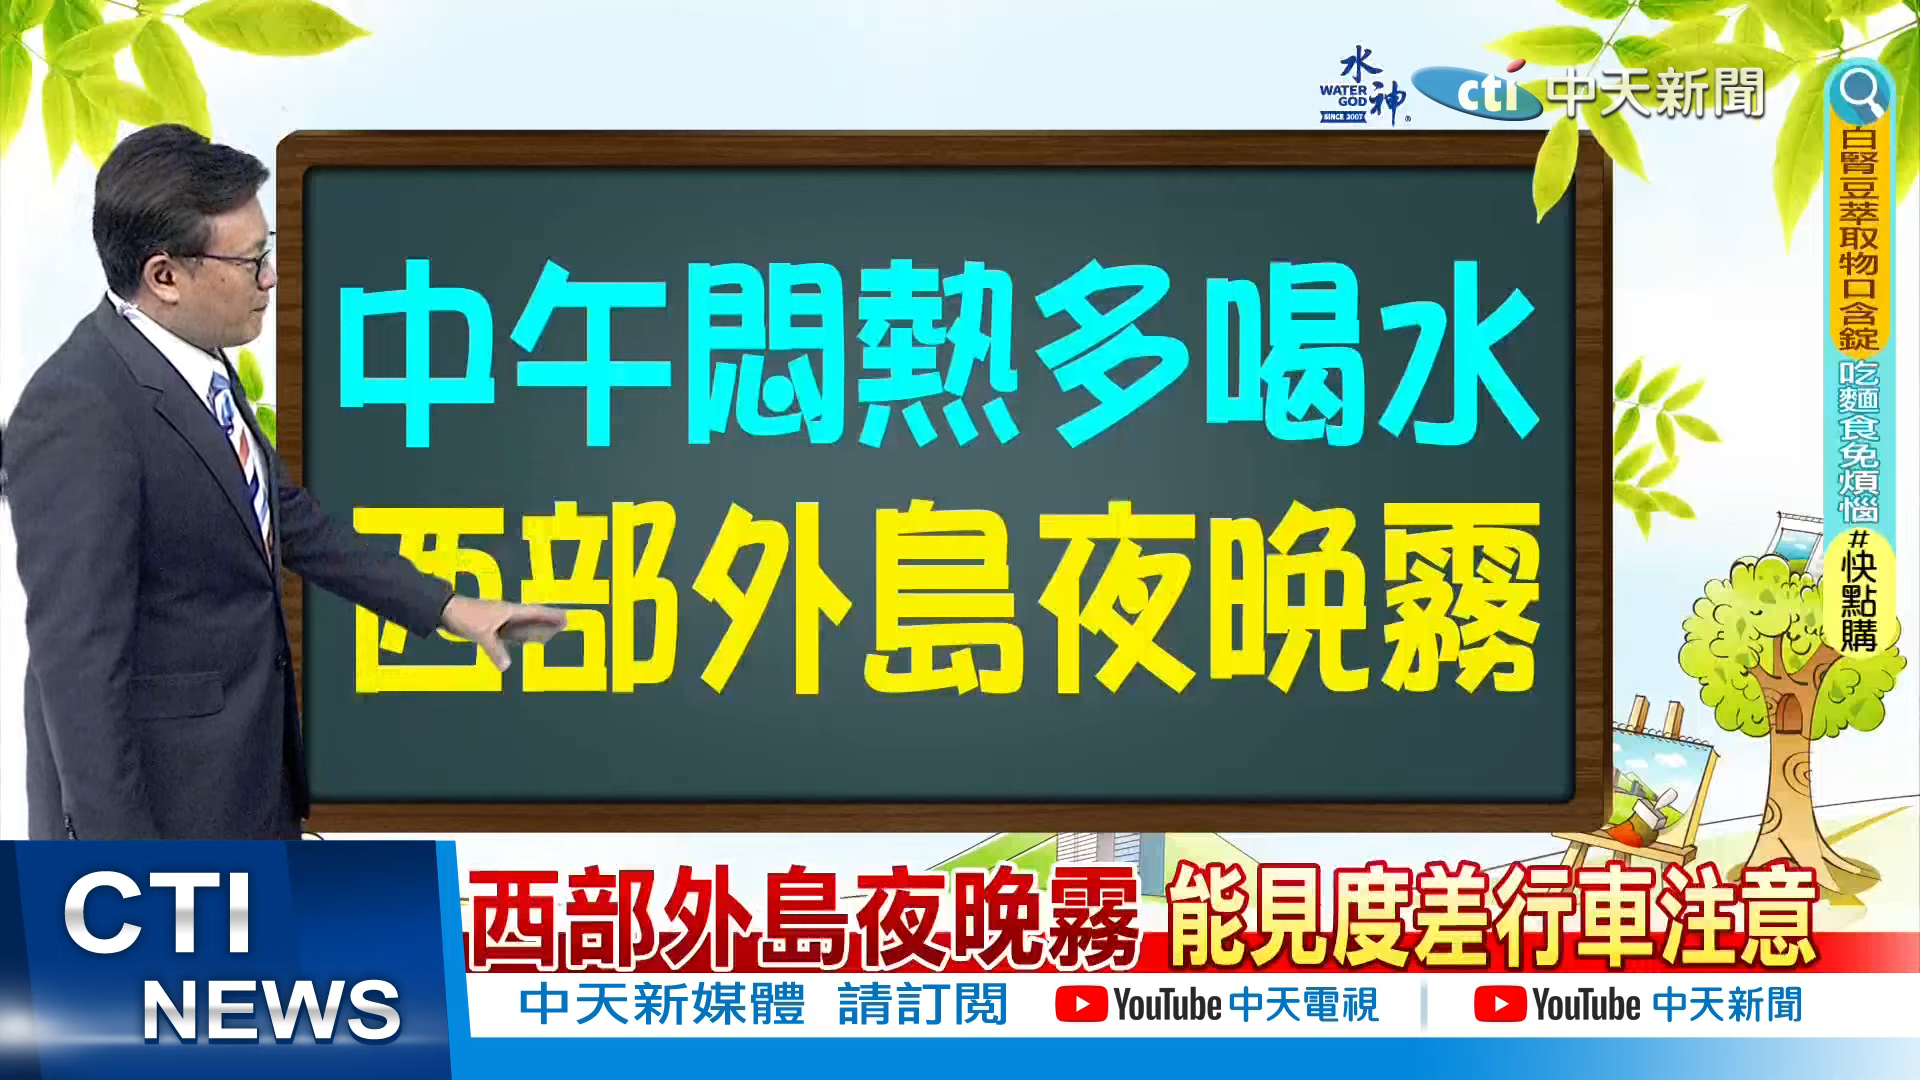 水神
WATER GOD
SINCE 2007
cti 中天新聞
白腎豆萃取物口含錠
吃麵食免煩惱
#快點購
中午悶熱多喝水
西部外島夜晚霧
CTI NEWS
西部外島夜晚霧 能見度差行車注意
中天新媒體 請訂閱 YouTube 中天電視 | YouTube 中天新聞